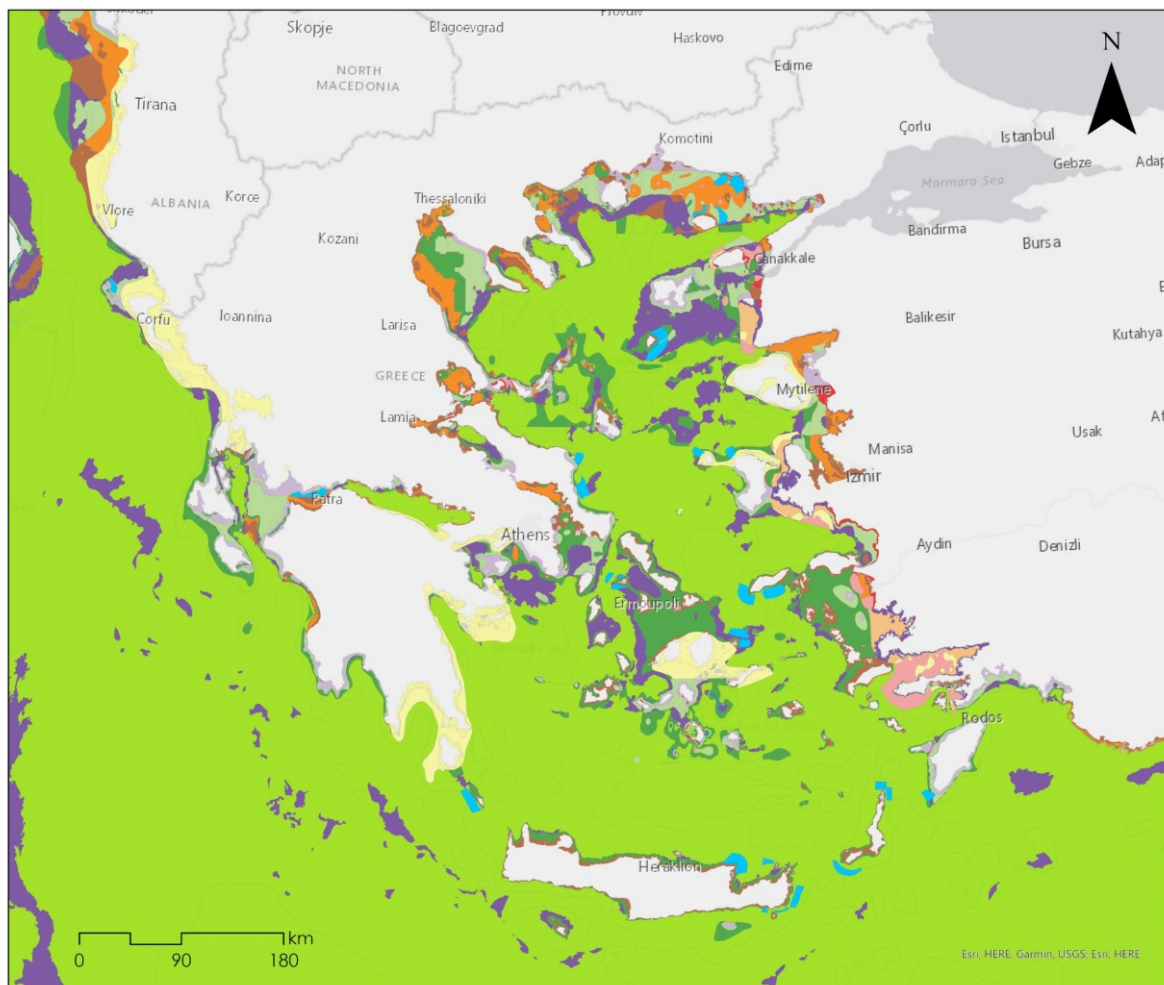 Skopje
Blagoevgrad
Haskovo
N
NORTH
MACEDONIA
Edirne
Tirana
Komotini
Çorlu
Istanbul
Gebze
Adap
Marmara Sea
ALBANIA
Korce
Thessaloniki
Vlore
Kozani
Bandirma
Bursa
Canakkale
Corfu
Ioannina
Larisa
Balikesir
Kutahya
GREECE
Mytilene
Lamia
Manisa
Usak
Izmir
Patra
Athens
Aydin
Denizli
Ermoupoli
Rodos
Heraklion
km
0 90 180
Esri, HERE, Garmin, USGS, Esri, HERE